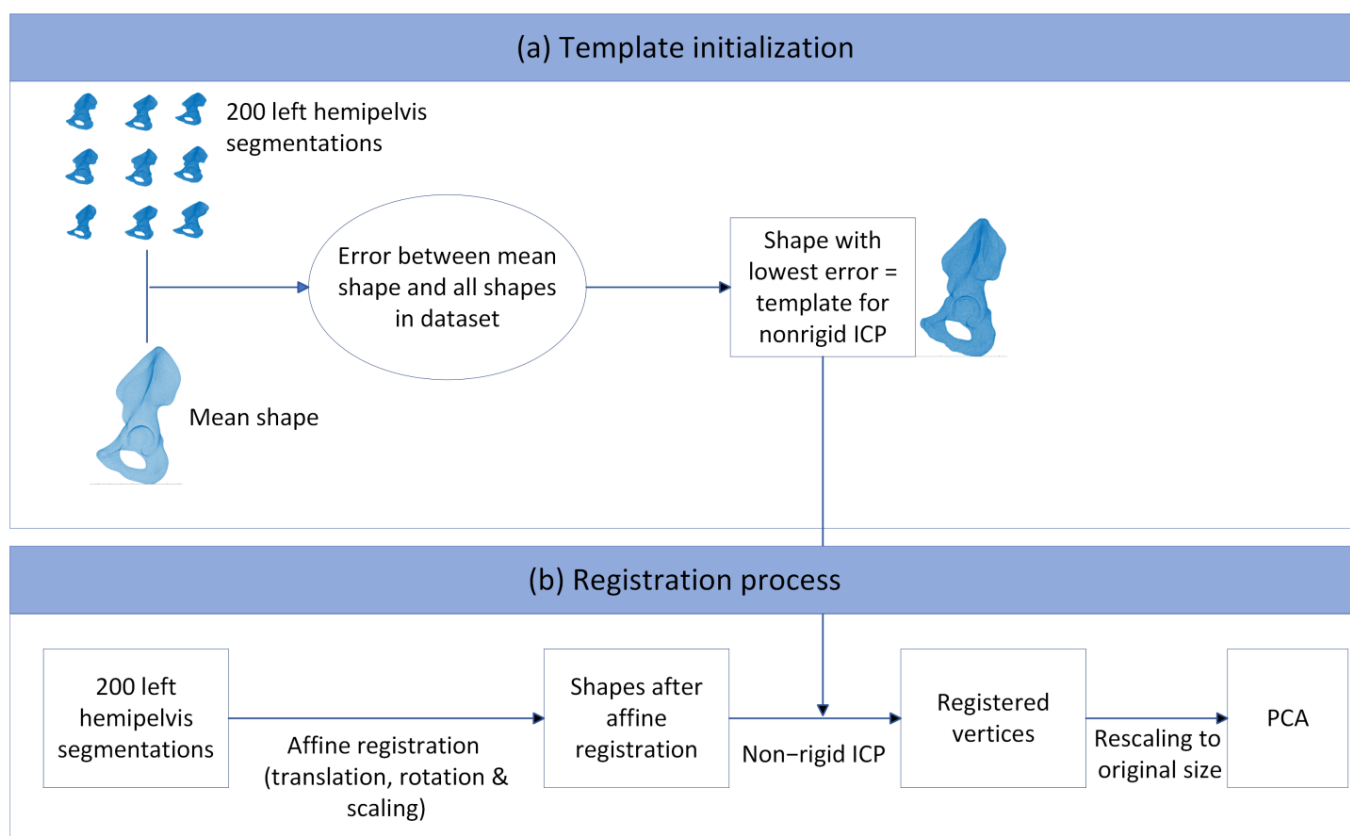 (a) Template initialization
200 left hemipelvis
segmentations
Error between mean
shape and all shapes
in dataset
Shape with
lowest error =
template for
nonrigid ICP
Mean shape
(b) Registration process
200 left
hemipelvis
segmentations
Affine registration
(translation, rotation &
scaling)
Shapes after
affine
registration
Non−rigid ICP
Registered
vertices
Rescaling to
original size
PCA